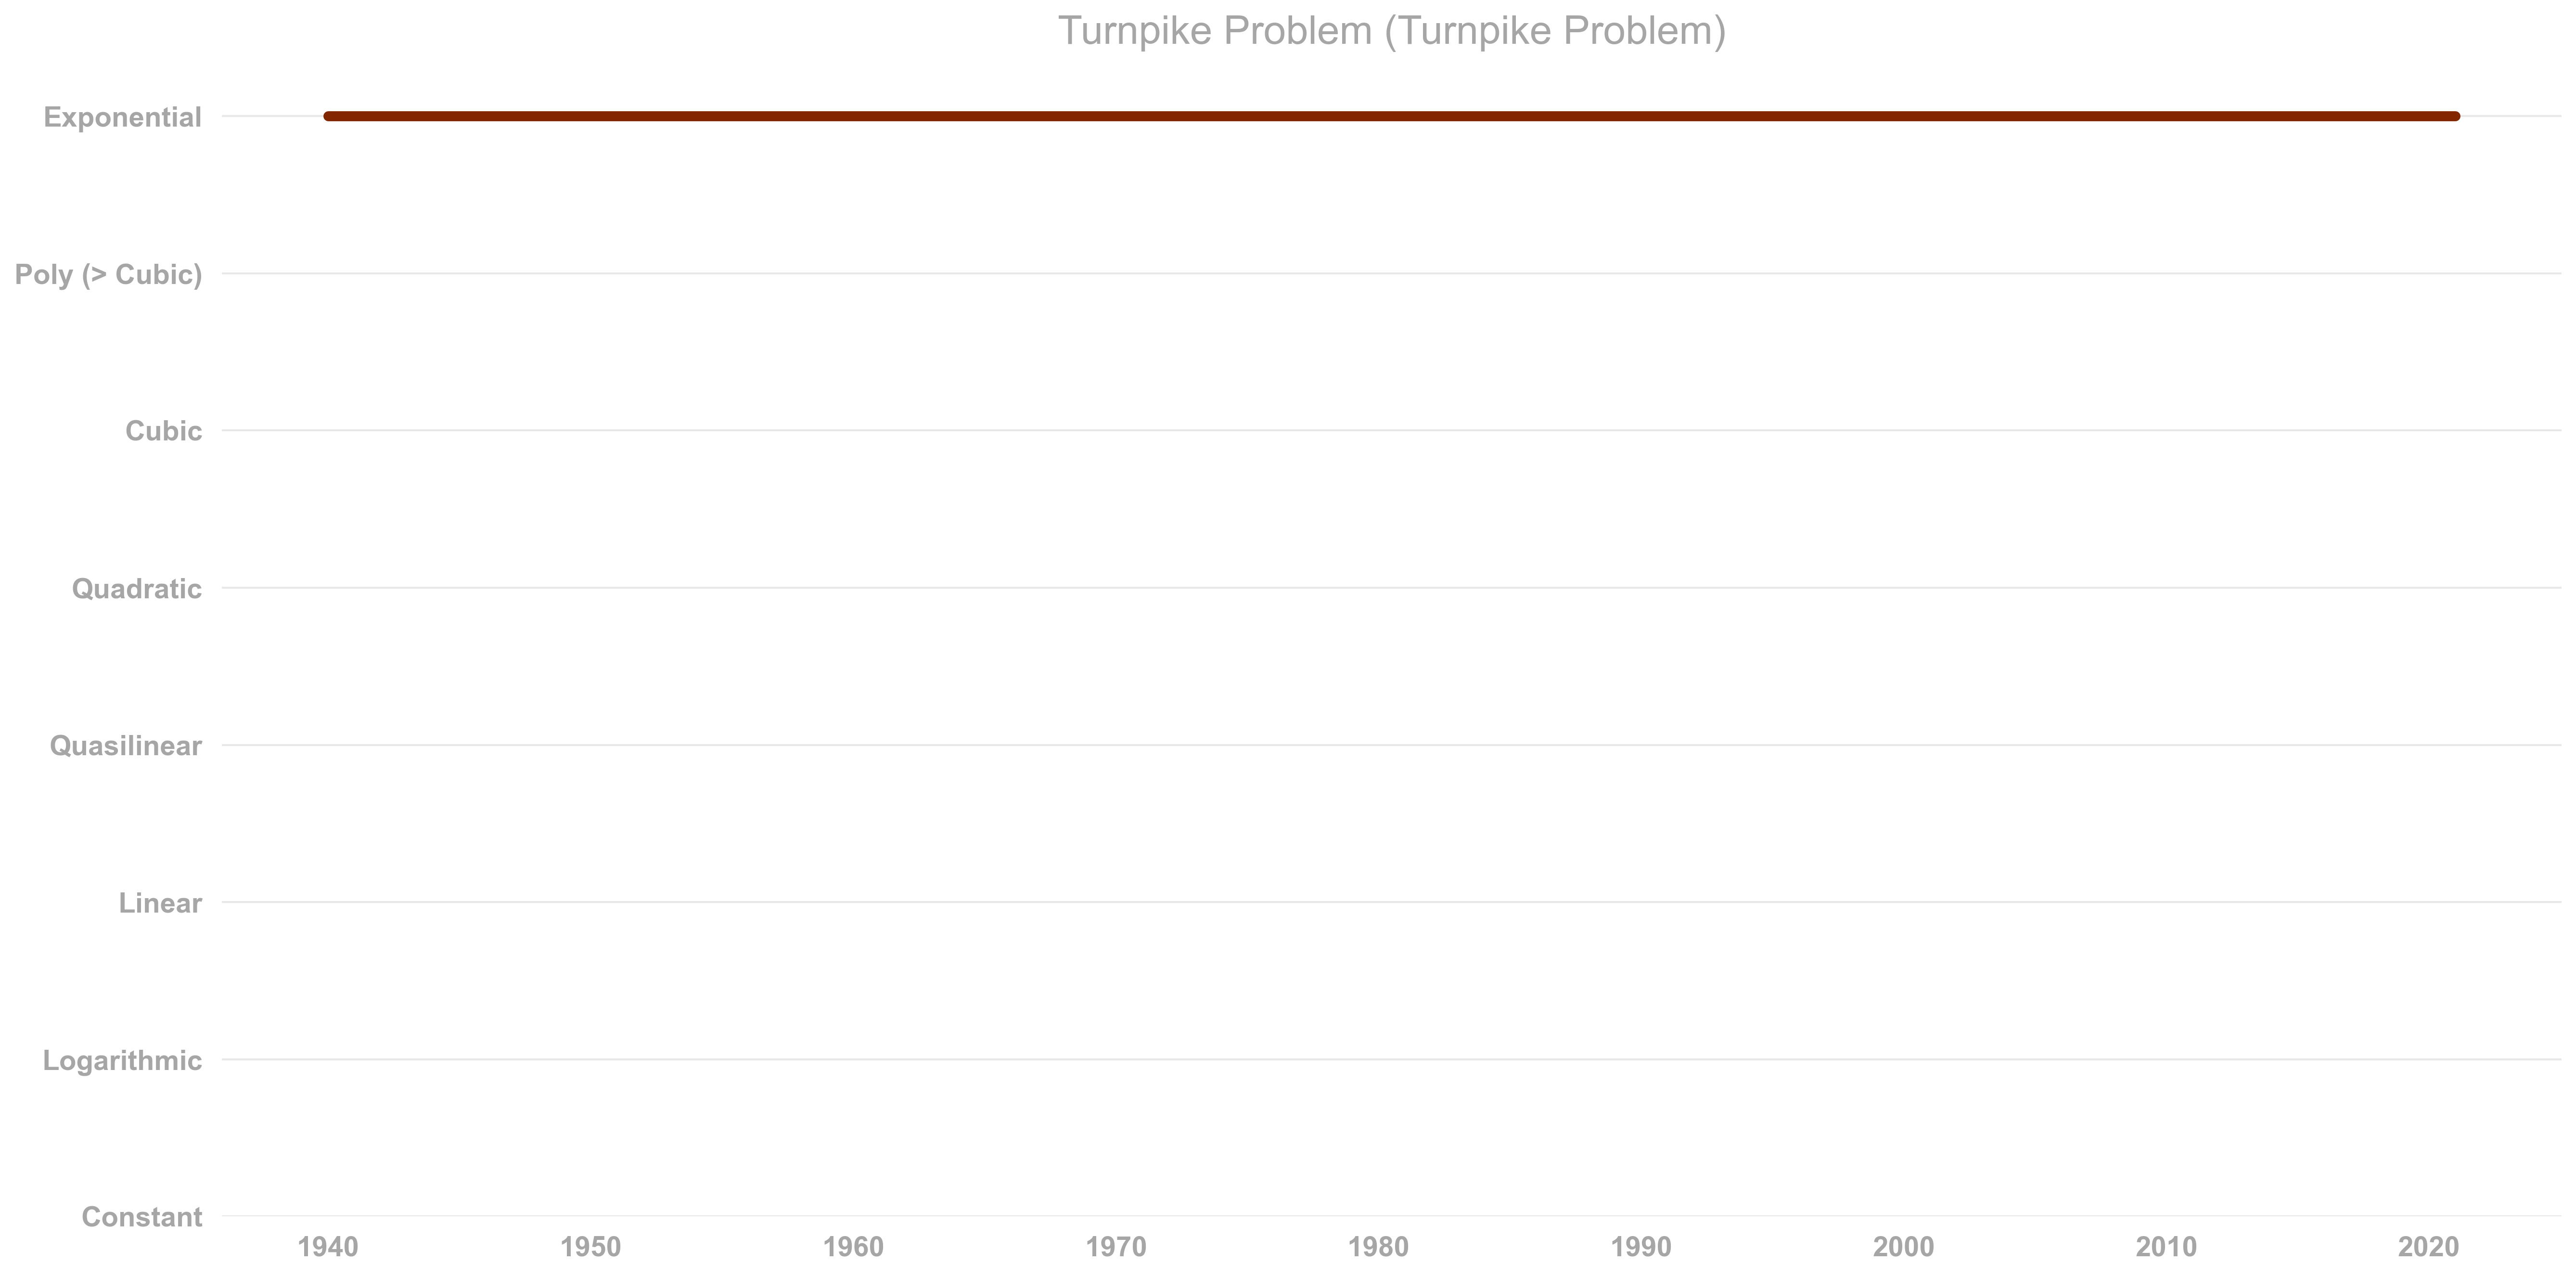 Turnpike Problem (Turnpike Problem)
Exponential
Poly (> Cubic)
Cubic
Quadratic
Quasilinear
Linear
Logarithmic
Constant
1940 1950 1960 1970 1980 1990 2000 2010 2020